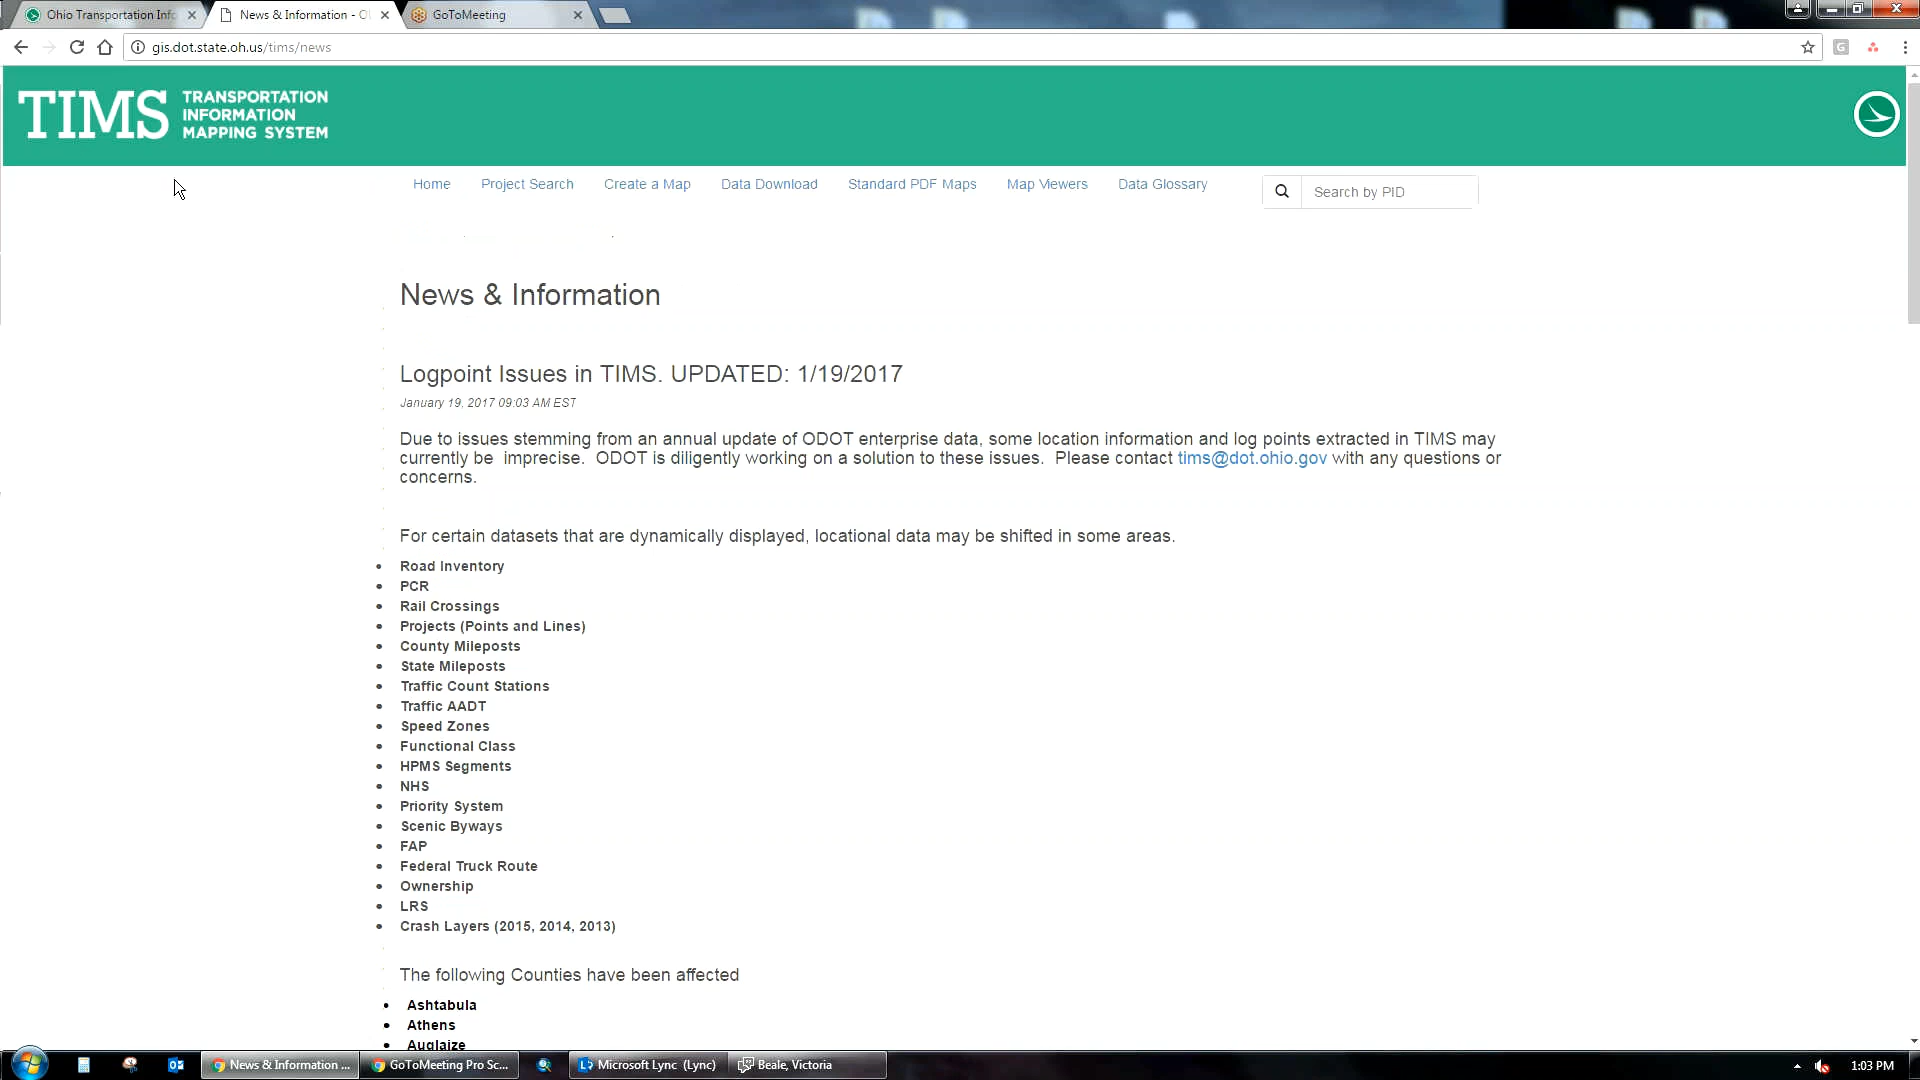 Ohio Transportation Info
News & Information - O
GoToMeeting
gis.dot.state.oh.us/tims/news
TIMS
TRANSPORTATION
INFORMATION
MAPPING SYSTEM
Home
Project Search
Create a Map
Data Download
Standard PDF Maps
Map Viewers
Data Glossary
Search by PID
News & Information
Logpoint Issues in TIMS. UPDATED: 1/19/2017
January 19, 2017 09:03 AM EST
Due to issues stemming from an annual update of ODOT enterprise data, some location information and log points extracted in TIMS may
currently be  imprecise.  ODOT is diligently working on a solution to these issues.  Please contact tims@dot.ohio.gov with any questions or
concerns.
For certain datasets that are dynamically displayed, locational data may be shifted in some areas.
• Road Inventory
• PCR
• Rail Crossings
• Projects (Points and Lines)
• County Mileposts
• State Mileposts
• Traffic Count Stations
• Traffic AADT
• Speed Zones
• Functional Class
• HPMS Segments
• NHS
• Priority System
• Scenic Byways
• FAP
• Federal Truck Route
• Ownership
• LRS
• Crash Layers (2015, 2014, 2013)
The following Counties have been affected
• Ashtabula
• Athens
• Auglaize
News & Information ...
GoToMeeting Pro Sc...
Microsoft Lync (Lync)
Beale, Victoria
1:03 PM